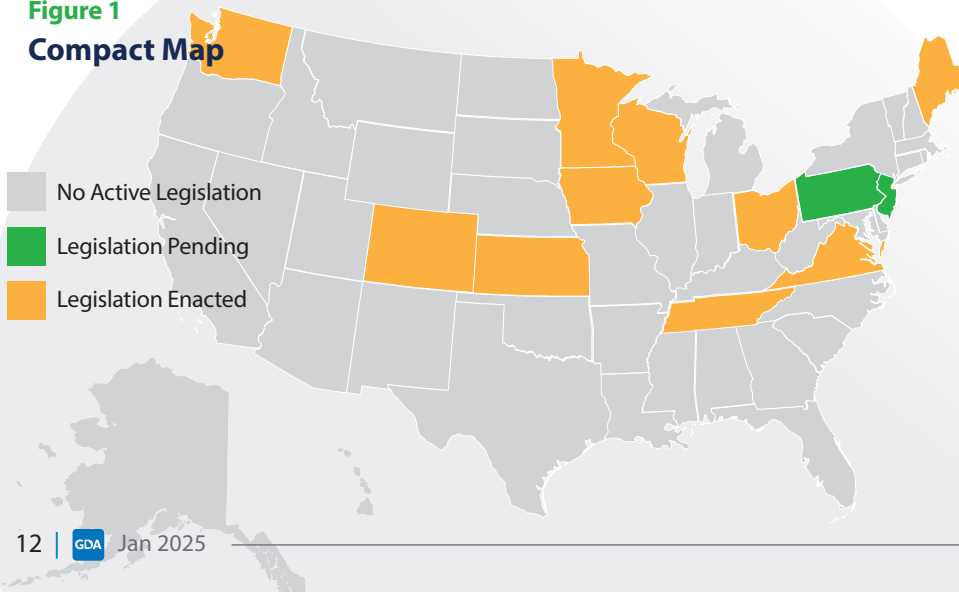 Figure 1
Compact Map
No Active Legislation
Legislation Pending
Legislation Enacted
12 | GDA Jan 2025